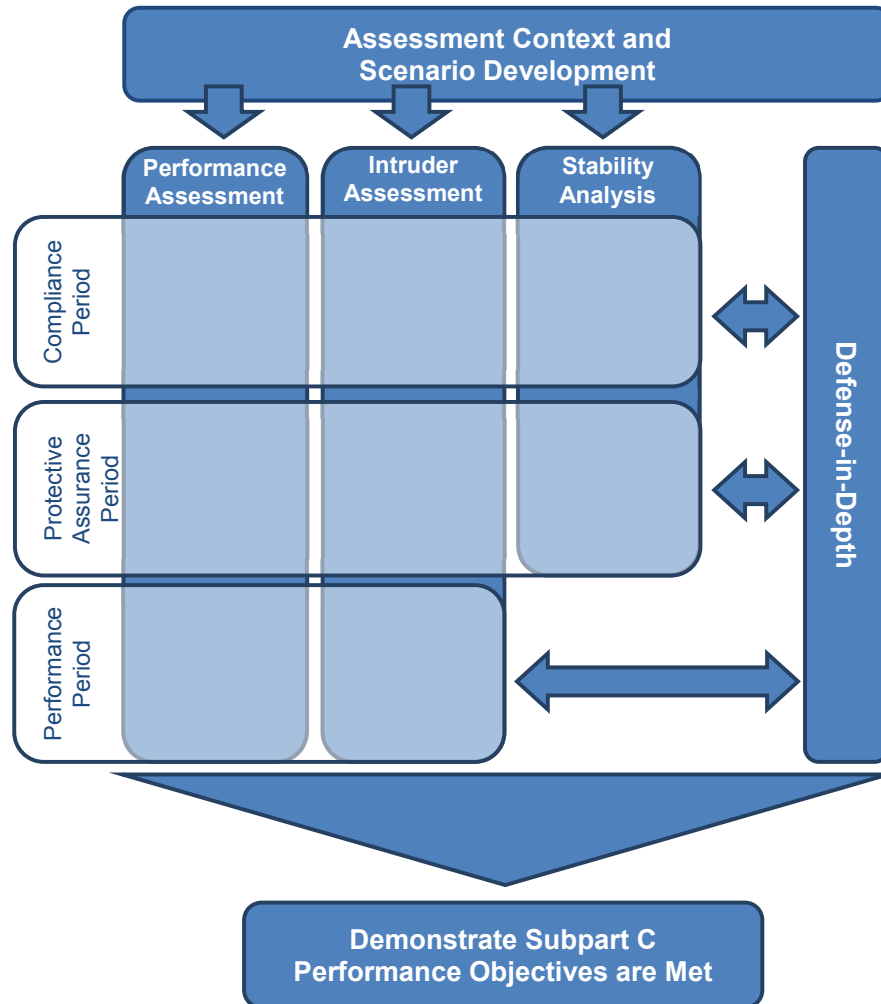 Assessment Context and
Scenario Development
Performance
Assessment
Intruder
Assessment
Stability
Analysis
Compliance
Period
Protective
Assurance
Period
Performance
Period
Defense-in-Depth
Demonstrate Subpart C
Performance Objectives are Met